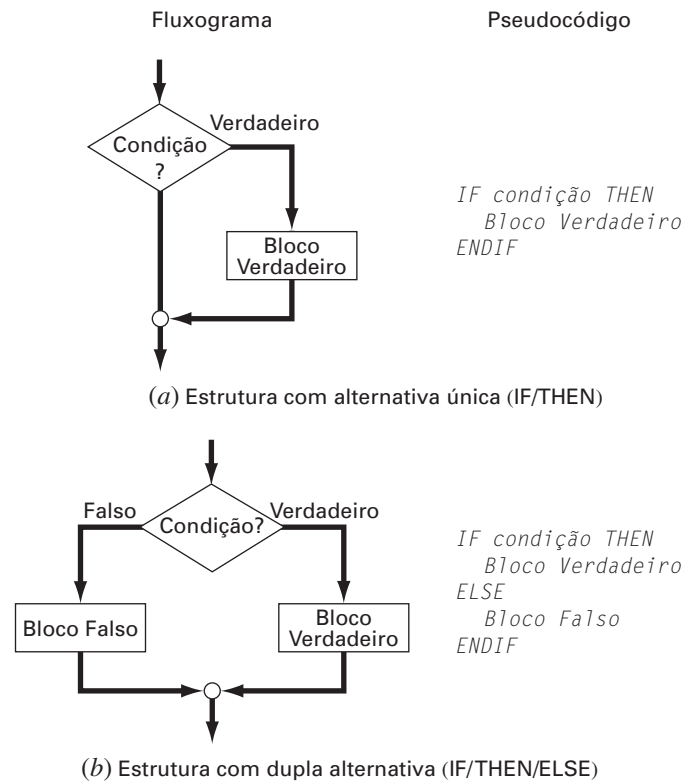 Fluxograma
Pseudocódigo
Verdadeiro
Condição
?
Bloco
Verdadeiro
IF condição THEN
Bloco Verdadeiro
ENDIF
(a) Estrutura com alternativa única (IF/THEN)
Falso
Condição?
Verdadeiro
Bloco Falso
Bloco
Verdadeiro
IF condição THEN
Bloco Verdadeiro
ELSE
Bloco Falso
ENDIF
(b) Estrutura com dupla alternativa (IF/THEN/ELSE)